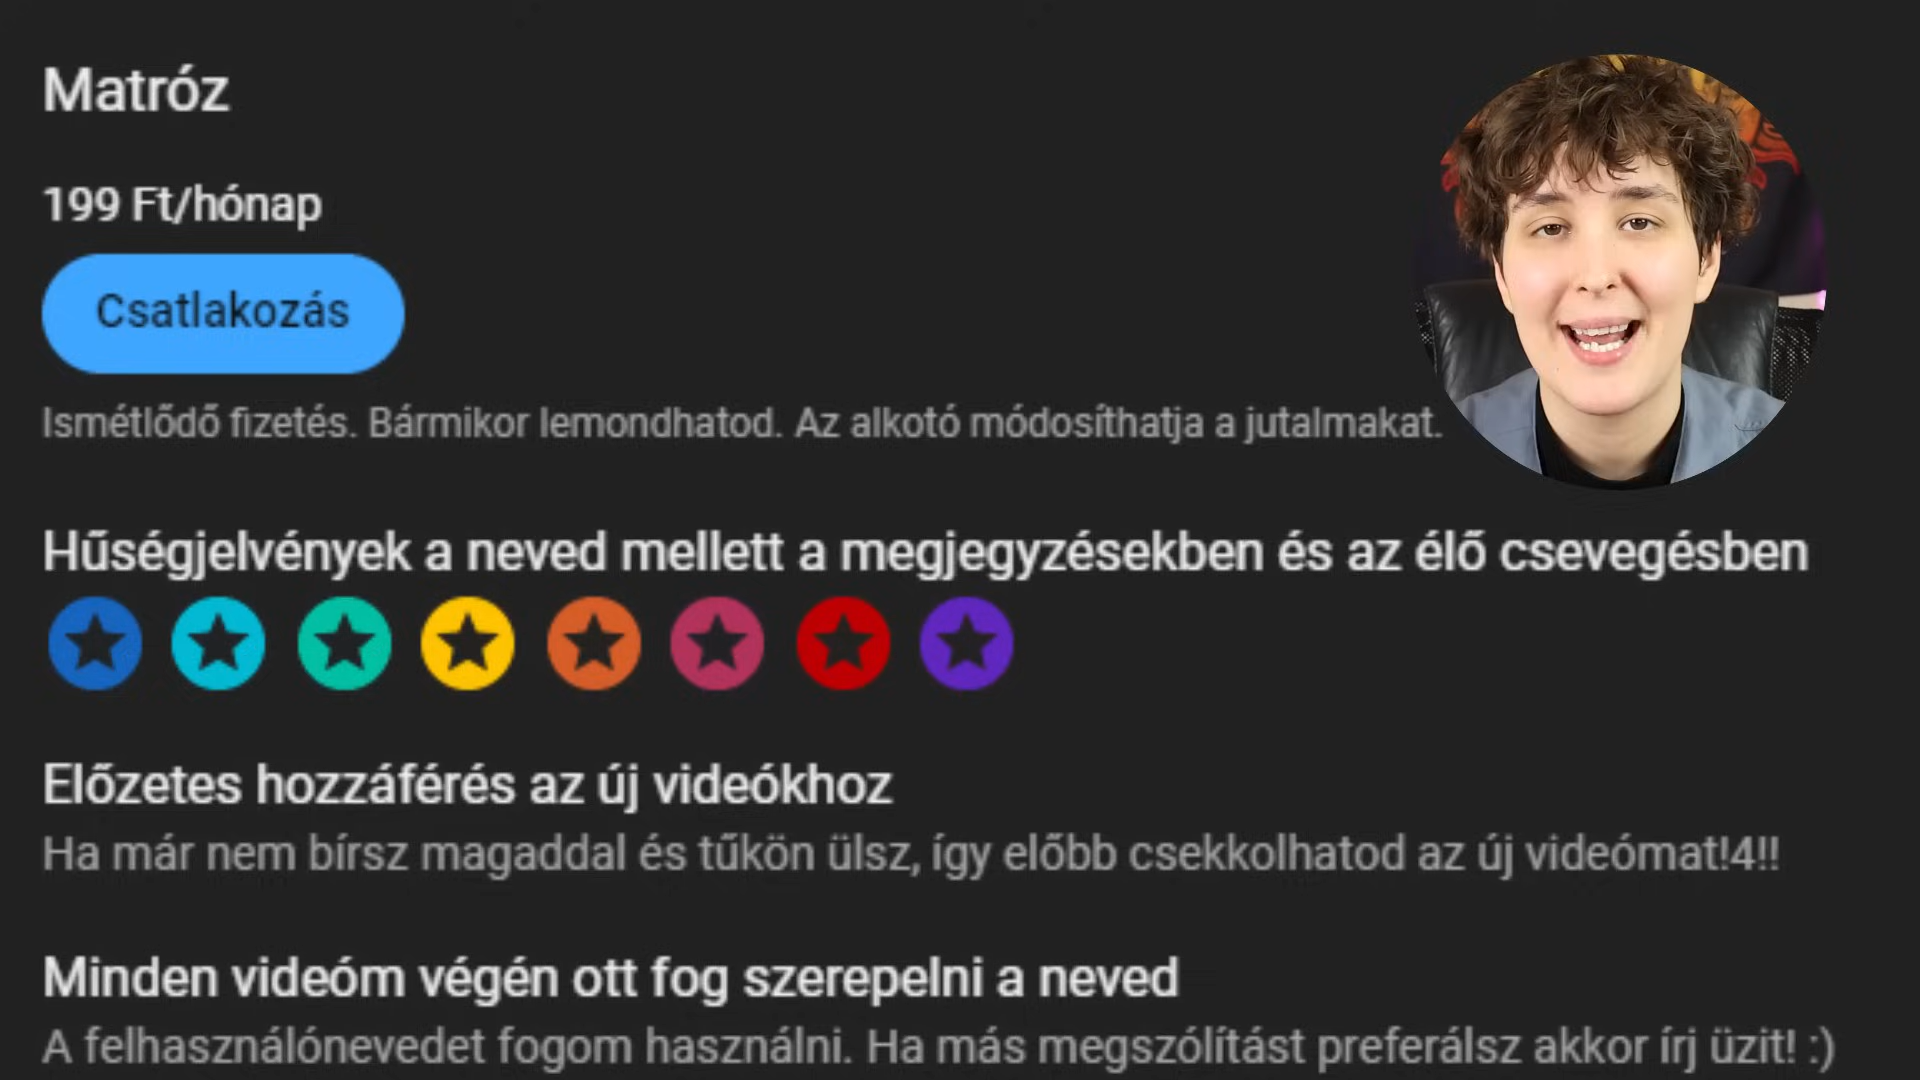 Matróz
199 Ft/hónap
Csatlakozás
Ismétlődő fizetés. Bármikor lemondhatod. Az alkotó módosíthatja a jutalmakat.
Hűségjelvények a neved mellett a megjegyzésekben és az élő csevegésben
Előzetes hozzáférés az új videókhoz
Ha már nem bírsz magaddal és tűkön ülsz, így előbb csekkolhatod az új videómat!4!!
Minden videóm végén ott fog szerepelni a neved
A felhasználónevedet fogom használni. Ha más megszólítást preferálsz akkor írj üzit! :)